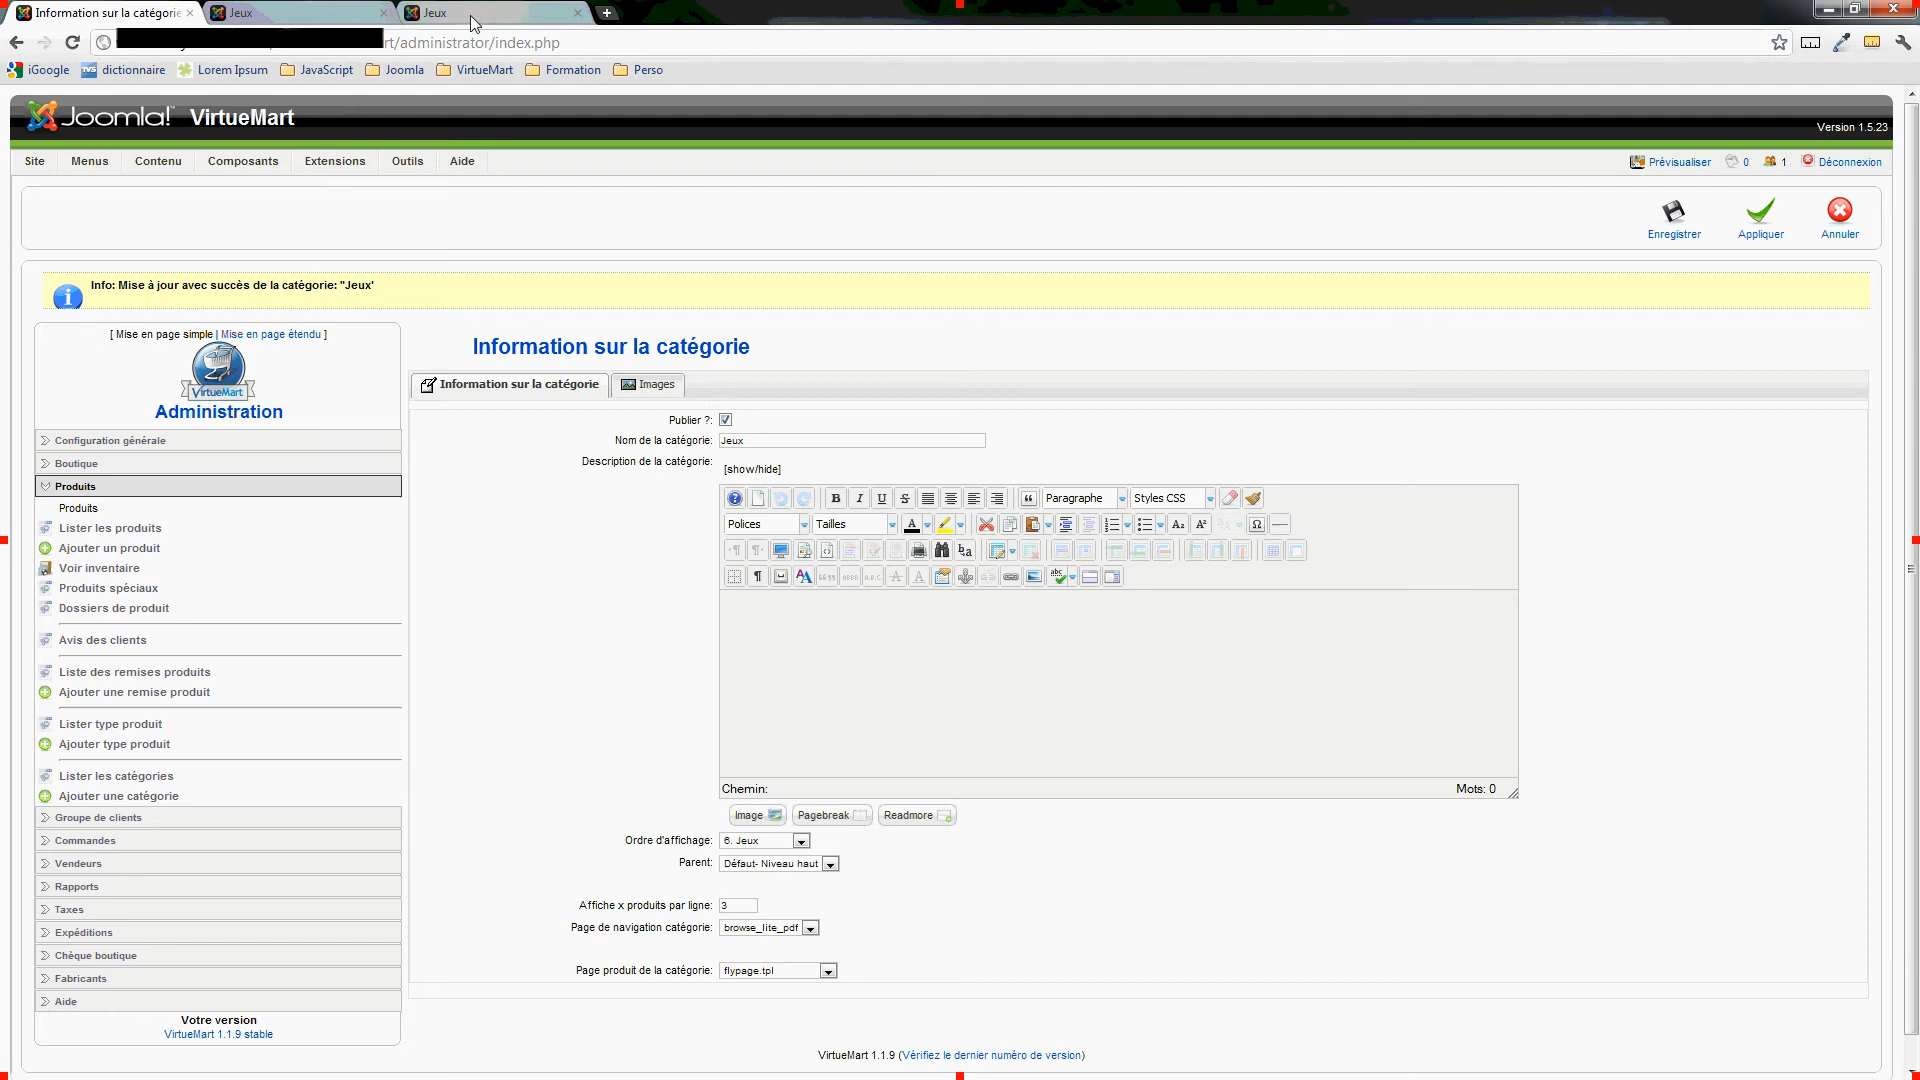 Information sur la catégorie
Jeux
Jeux
rt/administrator/index.php
iGoogle
dictionnaire
Lorem Ipsum
JavaScript
Joomla
VirtueMart
Formation
Perso
Joomla! VirtueMart
Version 1.5.23
Site
Menus
Contenu
Composants
Extensions
Outils
Aide
Prévisualiser
0
1
Déconnexion
Enregistrer
Appliquer
Annuler
Info: Mise à jour avec succès de la catégorie: "Jeux'
[ Mise en page simple | Mise en page étendu ]
VirtueMart
Administration
Configuration générale
Boutique
Produits
Produits
Lister les produits
Ajouter un produit
Voir inventaire
Produits spéciaux
Dossiers de produit
Avis des clients
Liste des remises produits
Ajouter une remise produit
Lister type produit
Ajouter type produit
Lister les catégories
Ajouter une catégorie
Groupe de clients
Commandes
Vendeurs
Rapports
Taxes
Expéditions
Chèque boutique
Fabricants
Aide
Votre version
VirtueMart 1.1.9 stable
Information sur la catégorie
Information sur la catégorie
Images
Publier ?:
Nom de la catégorie: Jeux
Description de la catégorie:
[show/hide]
Paragraphe
Styles CSS
Polices
Tailles
Chemin:
Mots: 0
Image
Pagebreak
Readmore
Ordre d'affichage: 6. Jeux
Parent: Défaut- Niveau haut
Affiche x produits par ligne: 3
Page de navigation catégorie: browse_lite_pdf
Page produit de la catégorie: flypage.tpl
VirtueMart 1.1.9 (Vérifiez le dernier numéro de version)